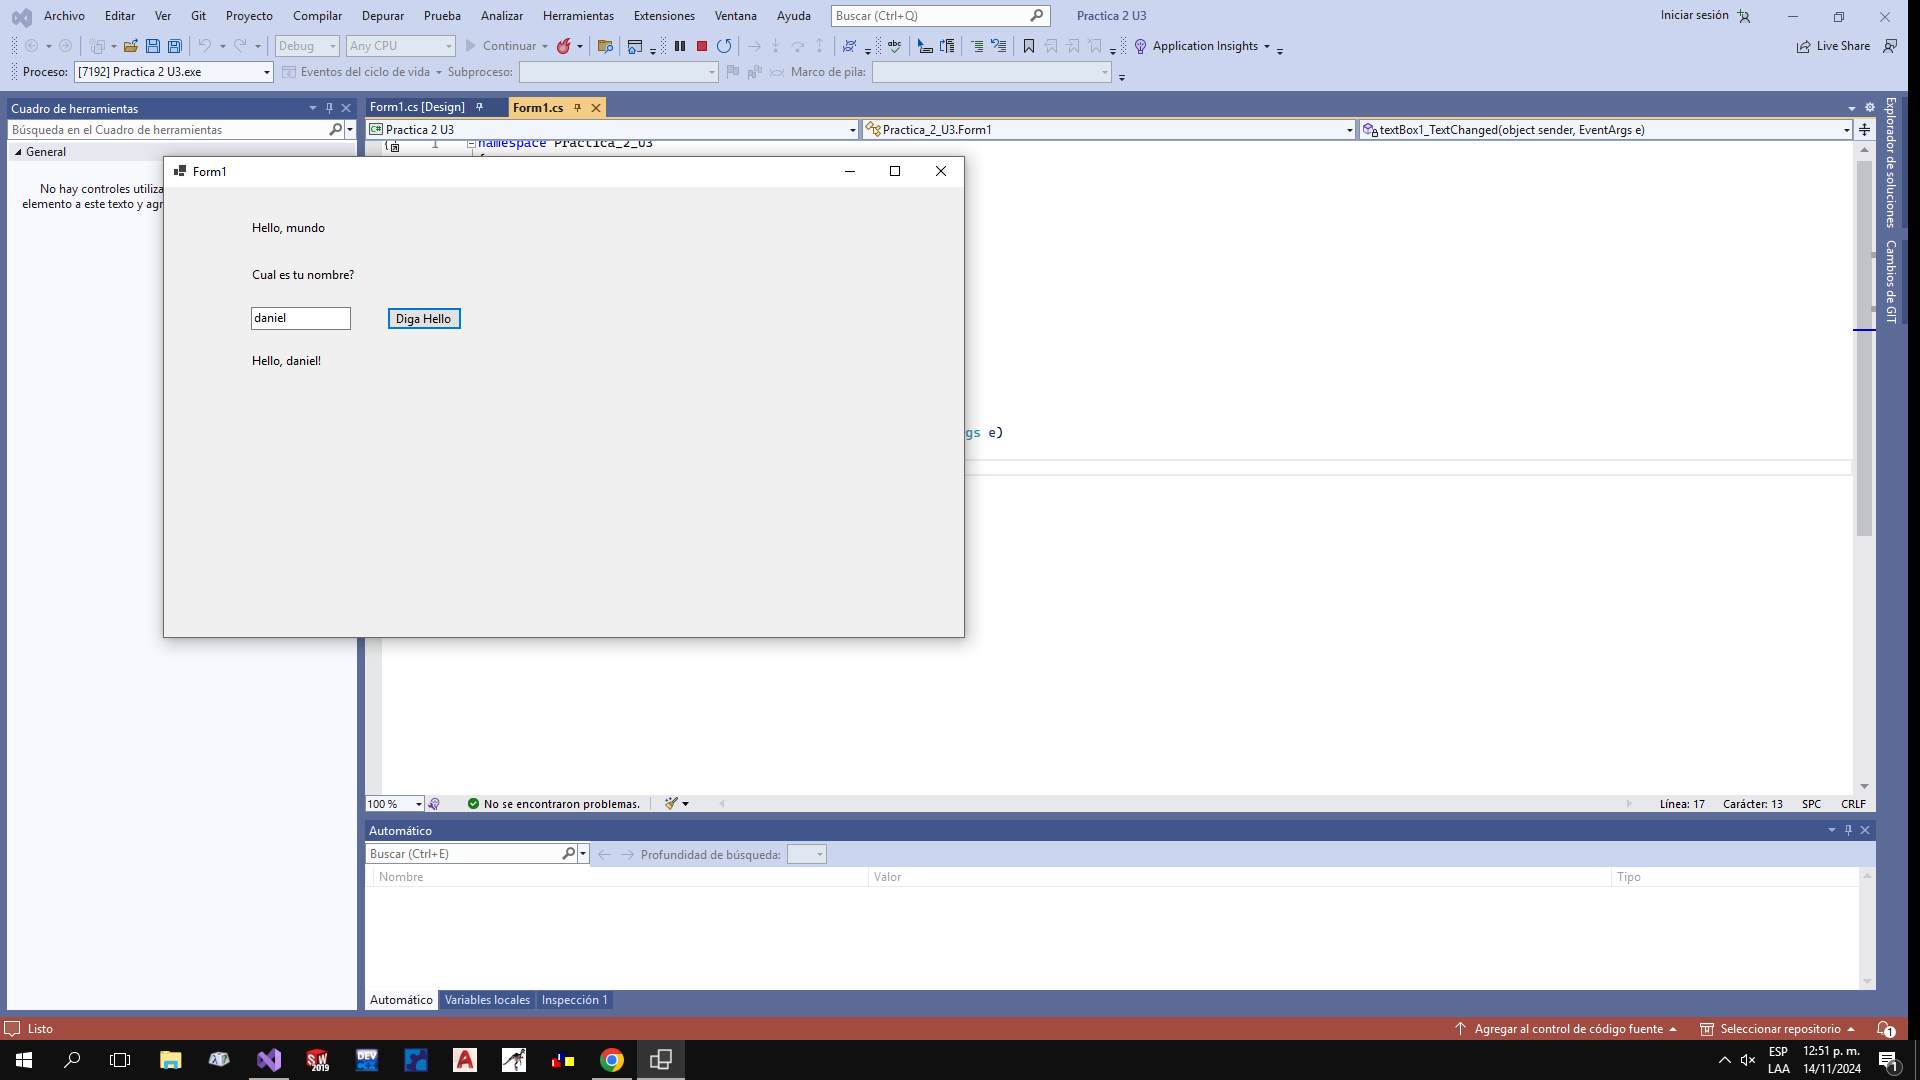 Archivo Editar Ver Git Proyecto Compilar Depurar Prueba Analizar Herramientas Extensiones Ventana Ayuda Buscar (Ctrl+Q) Practica 2 U3 Iniciar sesión
Debug Any CPU Continuar abc Application Insights Live Share
Proceso: [7192] Practica 2 U3.exe Eventos del ciclo de vida Subproceso: Marco de pila:
Cuadro de herramientas
Búsqueda en el Cuadro de herramientas
General
No hay controles utiliza
elemento a este texto y agr
Form1.cs [Design] Form1.cs
C# Practica 2 U3 Practica_2_U3.Form1 textBox1_TextChanged(object sender, EventArgs e)
1 namespace Practica_2_U3
Form1
Hello, mundo
Cual es tu nombre?
daniel Diga Hello
Hello, daniel!
gs e)
Explorador de soluciones
Cambios de GIT
100 % No se encontraron problemas. Línea: 17 Carácter: 13 SPC CRLF
Automático
Buscar (Ctrl+E) Profundidad de búsqueda:
Nombre Valor Tipo
Automático Variables locales Inspección 1
Listo Agregar al control de código fuente Seleccionar repositorio 1
SW 2019 DEV C++ A ESP LAA 12:51 p. m. 14/11/2024 1